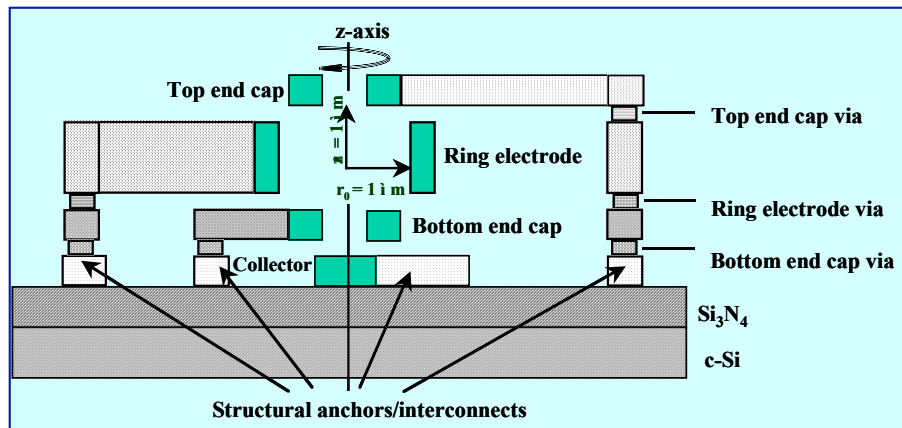 z-axis
Top end cap
Top end cap via
z = 1 ì m
Ring electrode
r₀ = 1 ì m
Ring electrode via
Bottom end cap
Collector
Bottom end cap via
Si₃N₄
c-Si
Structural anchors/interconnects